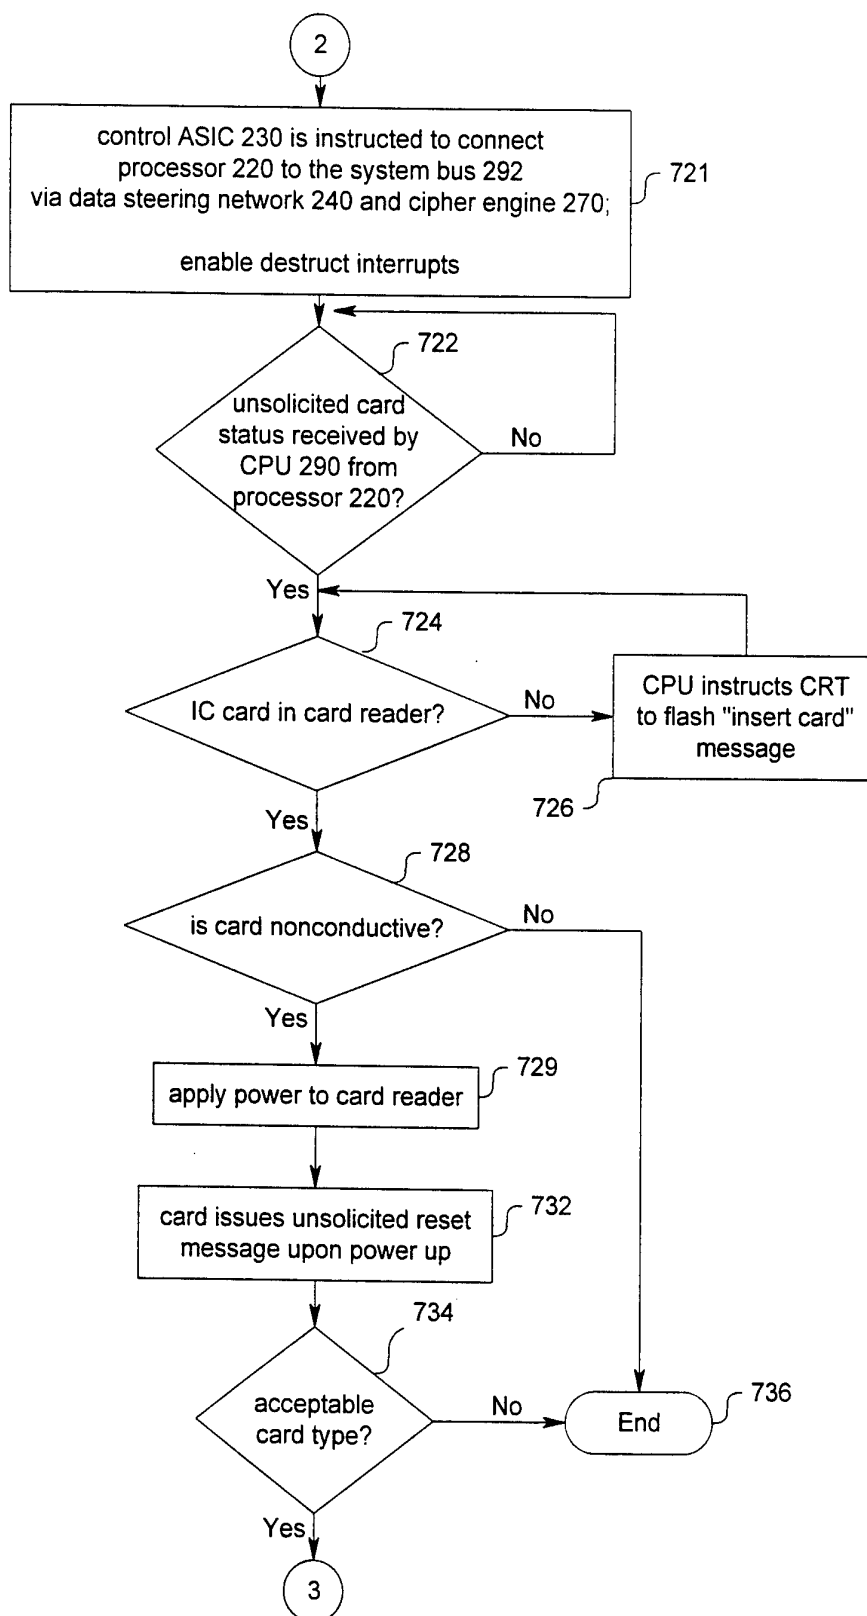 2
control ASIC 230 is instructed to connect
processor 220 to the system bus 292
via data steering network 240 and cipher engine 270;
enable destruct interrupts
721
722
unsolicited card
status received by
CPU 290 from
processor 220?
No
Yes
724
IC card in card reader?
No
CPU instructs CRT
to flash "insert card"
message
726
Yes
728
is card nonconductive?
No
Yes
729
apply power to card reader
card issues unsolicited reset
message upon power up
732
734
acceptable
card type?
No
End
736
Yes
3